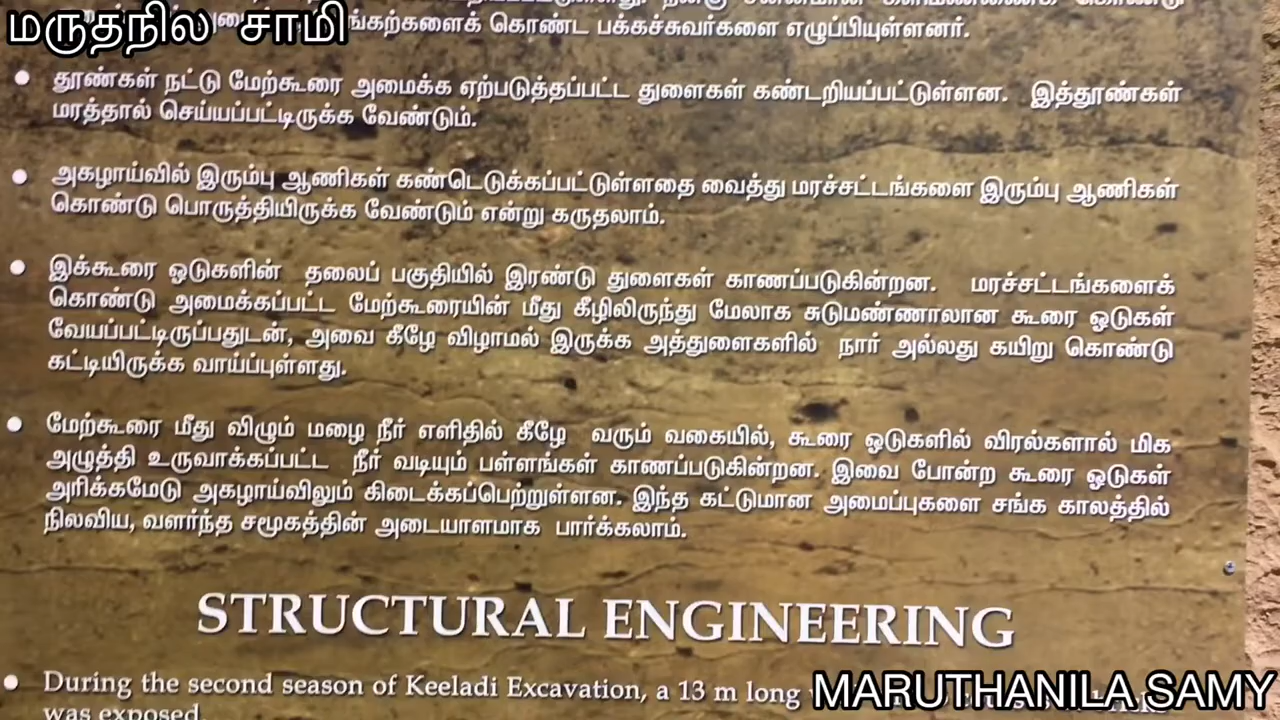 மருதநில சாமி
கொண்ட பக்கச்சுவர்களை எழுப்பியுள்ளனர்.
● தூண்கள் நட்டு மேற்கூரை அமைக்க ஏற்படுத்தப்பட்ட துளைகள் கண்டறியப்பட்டுள்ளன. இத்தூண்கள்
மரத்தால் செய்யப்பட்டிருக்க வேண்டும்.
● அகழாய்வில் இரும்பு ஆணிகள் கண்டெடுக்கப்பட்டுள்ளதை வைத்து மரச்சட்டங்களை இரும்பு ஆணிகள்
கொண்டு பொருத்தியிருக்க வேண்டும் என்று கருதலாம்.
● இக்கூரை ஓடுகளின் தலைப் பகுதியில் இரண்டு துளைகள் காணப்படுகின்றன. மரச்சட்டங்களைக்
கொண்டு அமைக்கப்பட்ட மேற்கூரையின் மீது கீழிலிருந்து மேலாக சுடுமண்ணாலான கூரை ஓடுகள்
வேயப்பட்டிருப்பதுடன், அவை கீழே விழாமல் இருக்க அத்துளைகளில் நார் அல்லது கயிறு கொண்டு
கட்டியிருக்க வாய்ப்புள்ளது.
● மேற்கூரை மீது விழும் மழை நீர் எளிதில் கீழே வரும் வகையில், கூரை ஓடுகளில் விரல்களால் மிக
அழுத்தி உருவாக்கப்பட்ட நீர் வடியும் பள்ளங்கள் காணப்படுகின்றன. இவை போன்ற கூரை ஓடுகள்
அரிக்கமேடு அகழாய்விலும் கிடைக்கப்பெற்றுள்ளன. இந்த கட்டுமான அமைப்புகளை சங்க காலத்தில்
நிலவிய, வளர்ந்த சமூகத்தின் அடையாளமாக பார்க்கலாம்.
STRUCTURAL ENGINEERING
● During the second season of Keeladi Excavation, a 13 m long
was exposed.
MARUTHANILA SAMY